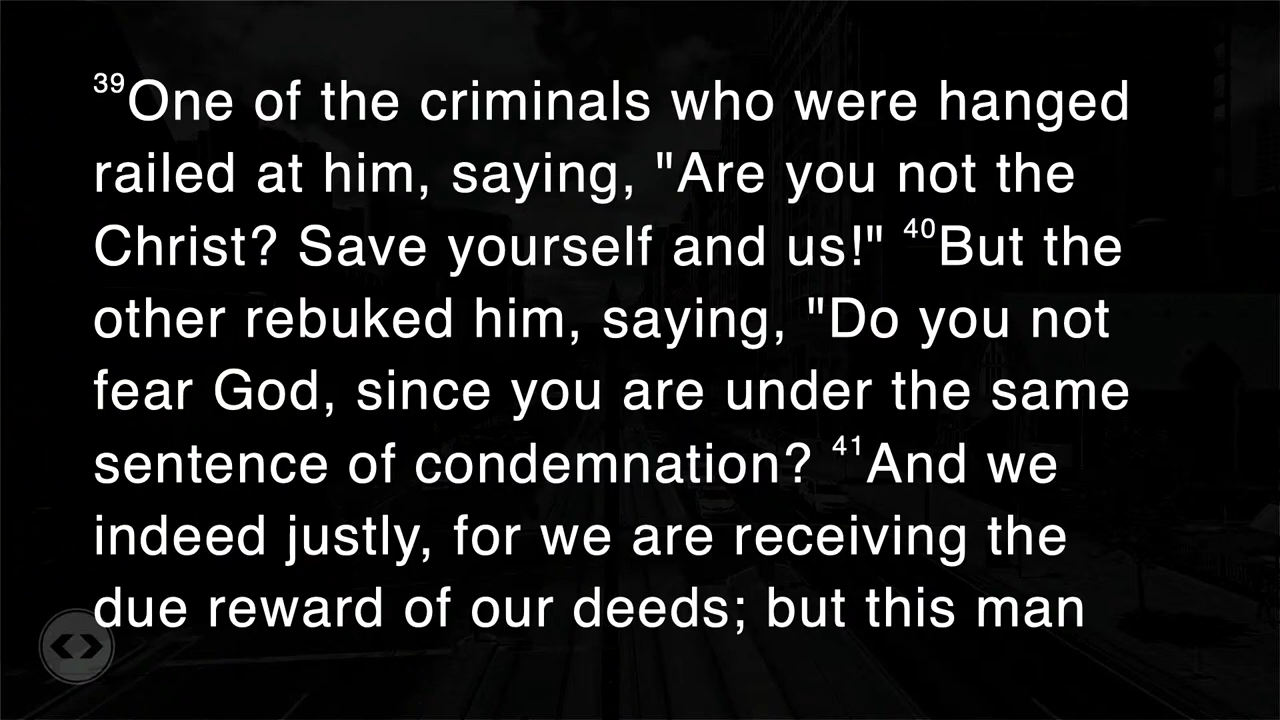 39One of the criminals who were hanged
railed at him, saying, "Are you not the
Christ? Save yourself and us!" 40But the
other rebuked him, saying, "Do you not
fear God, since you are under the same
sentence of condemnation? 41And we
indeed justly, for we are receiving the
due reward of our deeds; but this man